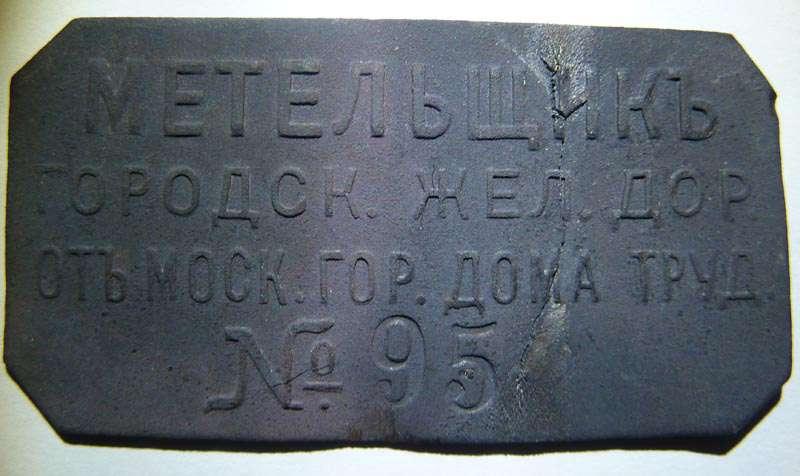 МЕТЕЛЬЩИКЪ
ГОРОДСК. ЖЕЛ. ДОР.
ОТЪ МОСК. ГОР. ДОМА ТРУД.
№ 95